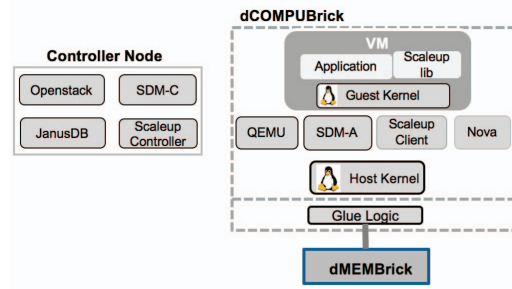 dCOMPUBrick
Controller Node
Openstack
SDM-C
JanusDB
Scaleup
Controller
VM
Application
Scaleup
lib
Guest Kernel
QEMU
SDM-A
Scaleup
Client
Nova
Host Kernel
Glue Logic
dMEMBrick